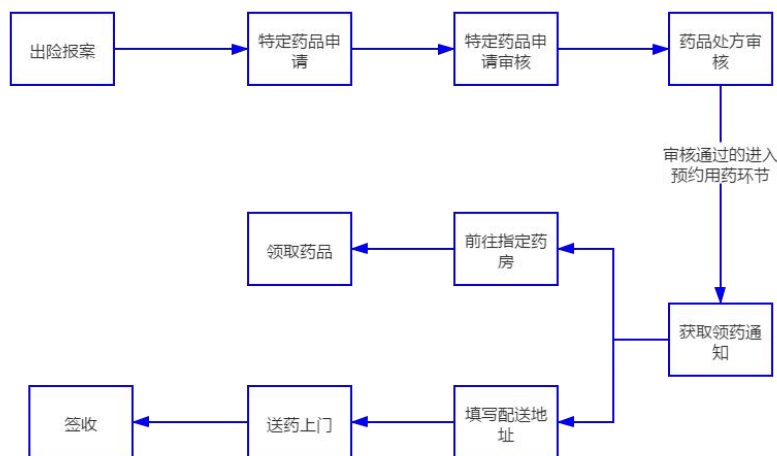 出险报案
特定药品申
请
特定药品申
请审核
药品处方审
核
审核通过的进入
预约用药环节
获取领药通
知
前往指定药
房
领取药品
填写配送地
址
送药上门
签收